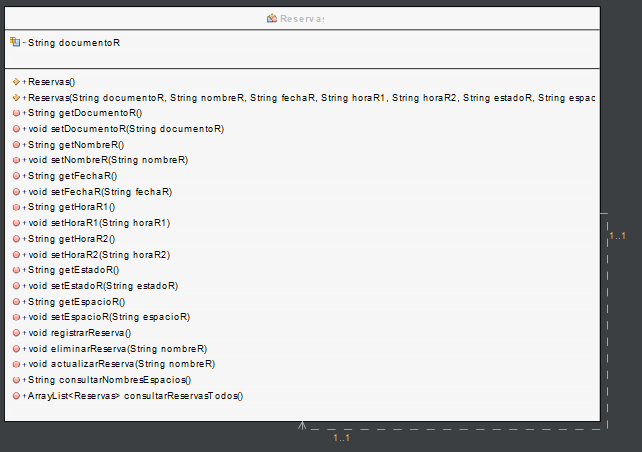 Reservas
- String documentoR
+ Reservas()
+ Reservas(String documentoR, String nombreR, String fechaR, String horaR1, String horaR2, String estadoR, String espac
+ String getDocumentoR()
+ void setDocumentoR(String documentoR)
+ String getNombreR()
+ void setNombreR(String nombreR)
+ String getFechaR()
+ void setFechaR(String fechaR)
+ String getHoraR1()
+ void setHoraR1(String horaR1)
+ String getHoraR2()
+ void setHoraR2(String horaR2)
+ String getEstadoR()
+ void setEstadoR(String estadoR)
+ String getEspacioR()
+ void setEspacioR(String espacioR)
+ void registrarReserva()
+ void eliminarReserva(String nombreR)
+ void actualizarReserva(String nombreR)
+ String consultarNombresEspacios()
+ ArrayList<Reservas> consultarReservasTodos()
1..1
1..1